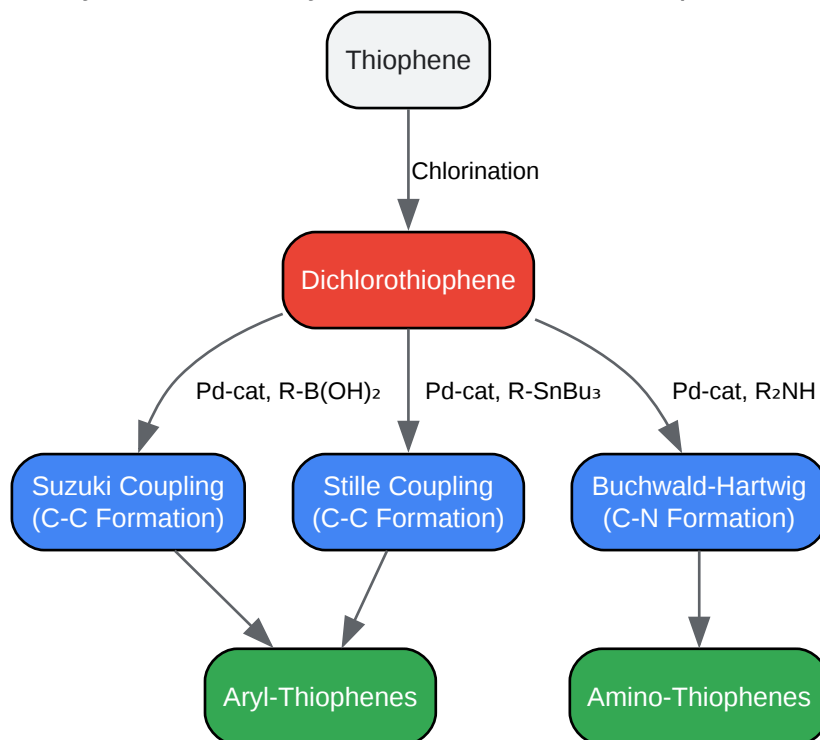 Thiophene
Chlorination
Dichlorothiophene
Pd-cat, R-B(OH)₂
Pd-cat, R-SnBu₃
Pd-cat, R₂NH
Suzuki Coupling
(C-C Formation)
Stille Coupling
(C-C Formation)
Buchwald-Hartwig
(C-N Formation)
Aryl-Thiophenes
Amino-Thiophenes